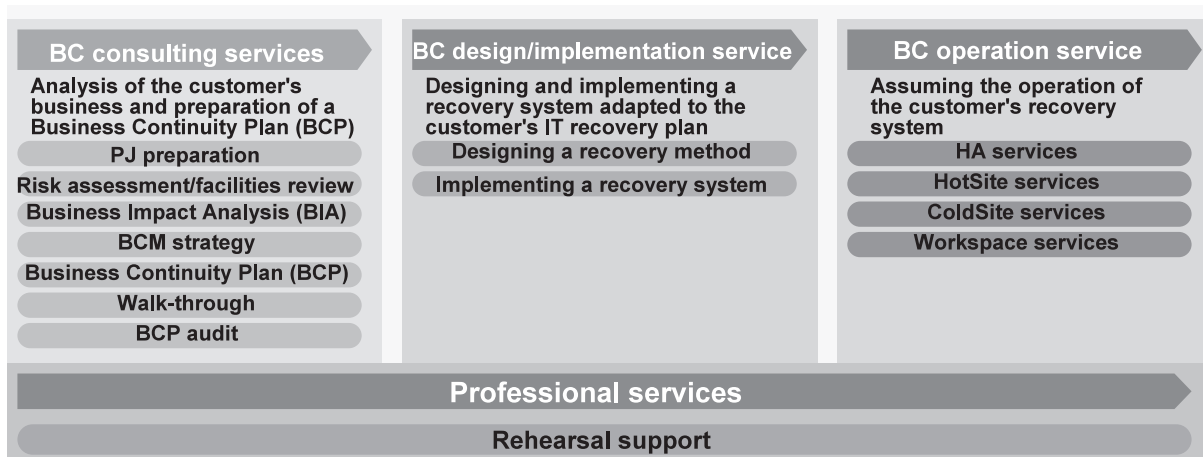 BC consulting services
Analysis of the customer's
business and preparation of a
Business Continuity Plan (BCP)
PJ preparation
Risk assessment/facilities review
Business Impact Analysis (BIA)
BCM strategy
Business Continuity Plan (BCP)
Walk-through
BCP audit
BC design/implementation service
Designing and implementing a
recovery system adapted to the
customer's IT recovery plan
Designing a recovery method
Implementing a recovery system
BC operation service
Assuming the operation of
the customer's recovery
system
HA services
HotSite services
ColdSite services
Workspace services
Professional services
Rehearsal support